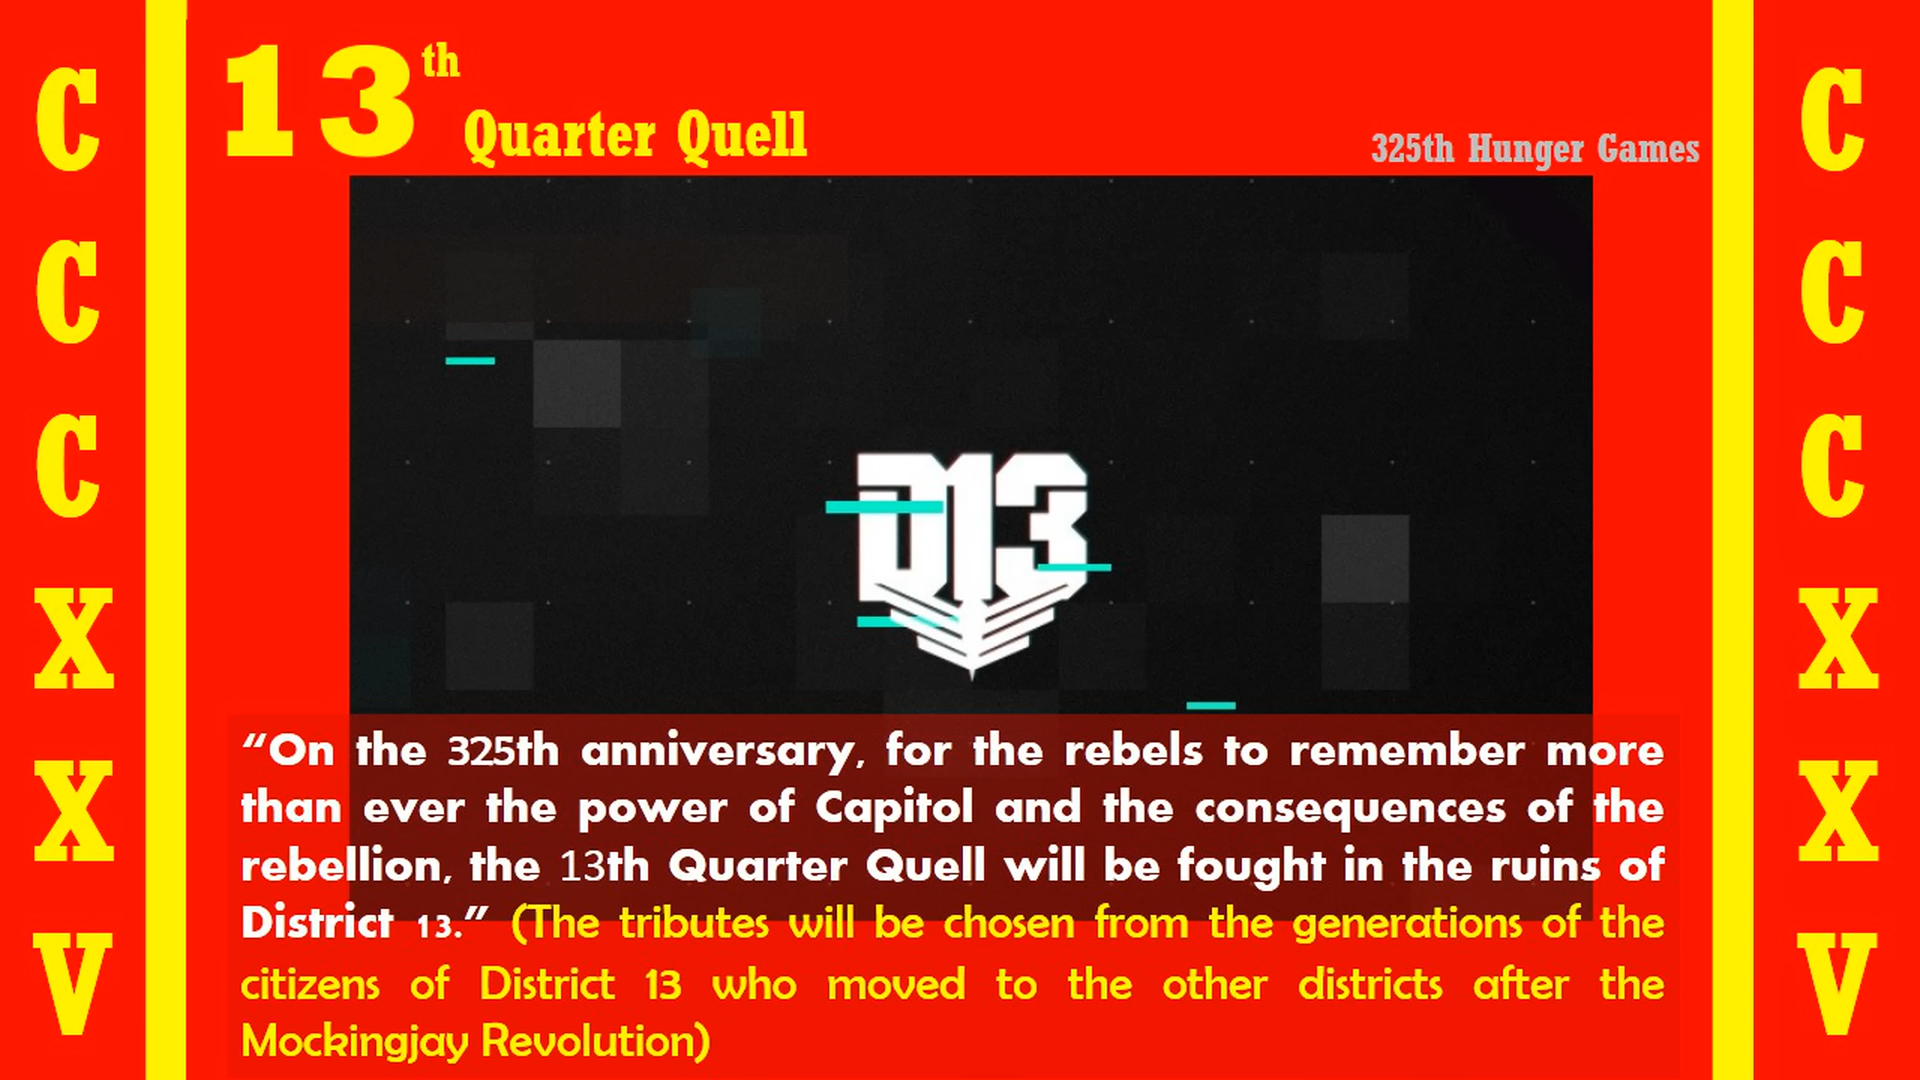 13th Quarter Quell
325th Hunger Games
C
C
C
X
X
V
D13
“On the 325th anniversary, for the rebels to remember more
than ever the power of Capitol and the consequences of the
rebellion, the 13th Quarter Quell will be fought in the ruins of
District 13.” (The tributes will be chosen from the generations of the
citizens of District 13 who moved to the other districts after the
Mockingjay Revolution)
C
C
C
X
X
V